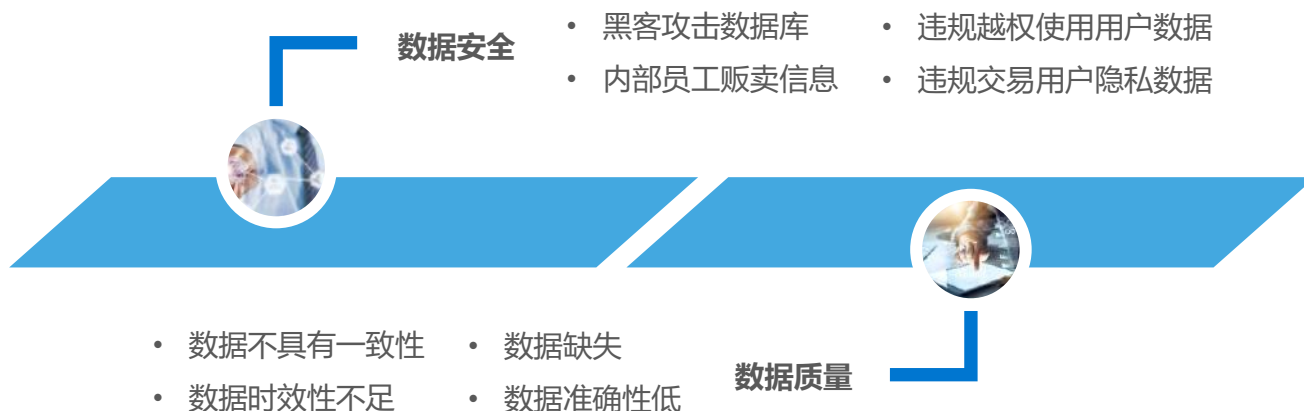 数据安全
• 黑客攻击数据库
• 内部员工贩卖信息
• 违规越权使用用户数据
• 违规交易用户隐私数据
• 数据不具有一致性
• 数据时效性不足
• 数据缺失
• 数据准确性低
数据质量